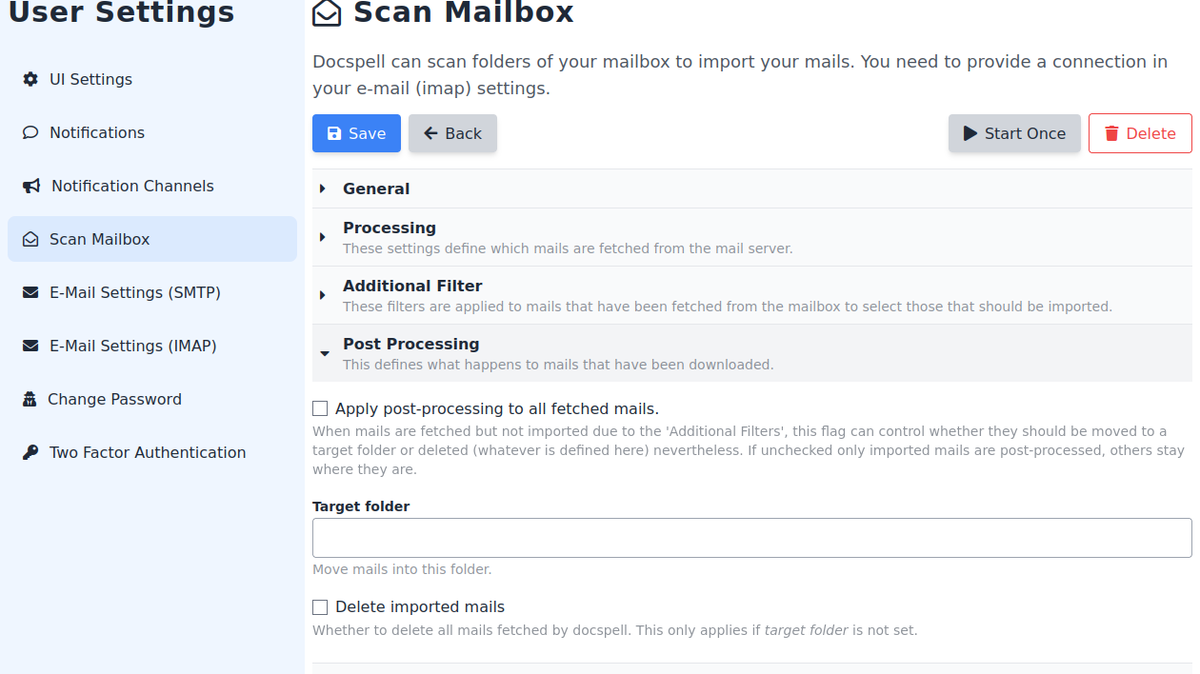 User Settings
UI Settings
Notifications
Notification Channels
Scan Mailbox
E-Mail Settings (SMTP)
E-Mail Settings (IMAP)
Change Password
Two Factor Authentication
Scan Mailbox
Docspell can scan folders of your mailbox to import your mails. You need to provide a connection in
your e-mail (imap) settings.
Save
Back
Start Once
Delete
General
Processing
These settings define which mails are fetched from the mail server.
Additional Filter
These filters are applied to mails that have been fetched from the mailbox to select those that should be imported.
Post Processing
This defines what happens to mails that have been downloaded.
Apply post-processing to all fetched mails.
When mails are fetched but not imported due to the 'Additional Filters', this flag can control whether they should be moved to a
target folder or deleted (whatever is defined here) nevertheless. If unchecked only imported mails are post-processed, others stay
where they are.
Target folder
Move mails into this folder.
Delete imported mails
Whether to delete all mails fetched by docspell. This only applies if target folder is not set.